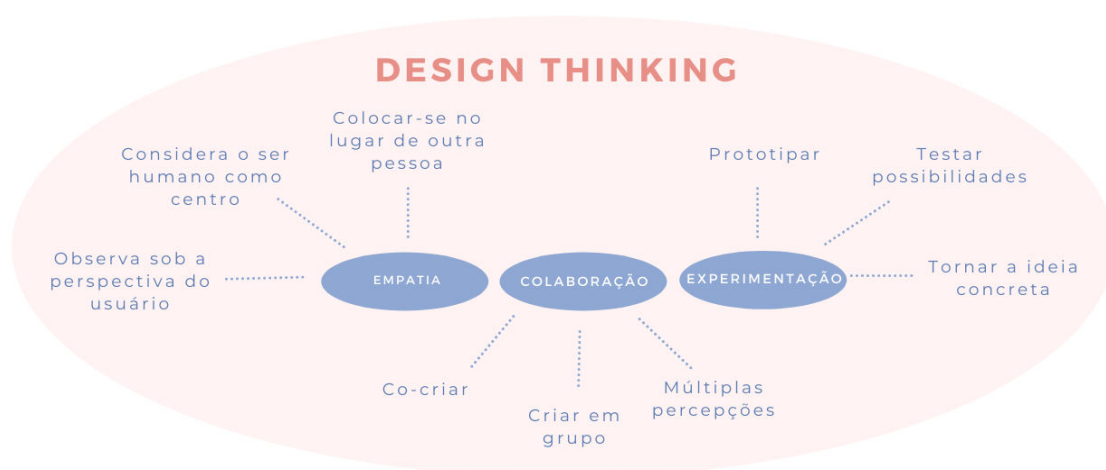 DESIGN THINKING
Colocar-se no
lugar de outra
pessoa
Considera o ser
humano como
centro
Observa sob a
perspectiva do
usuário
Prototipar
Testar
possibilidades
Tornar a ideia
concreta
EMPATIA
COLABORAÇÃO
EXPERIMENTAÇÃO
Co-criar
Criar em
grupo
Múltiplas
percepções